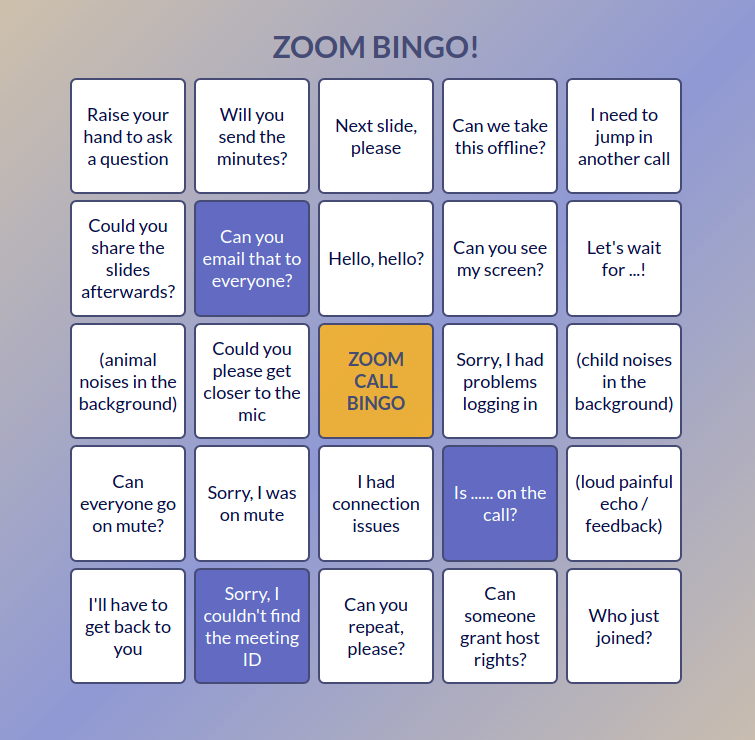 ZOOM BINGO!
Raise your
hand to ask
a question
Will you
send the
minutes?
Next slide,
please
Can we take
this offline?
I need to
jump in
another call
Could you
share the
slides
afterwards?
Can you
email that to
everyone?
Hello, hello?
Can you see
my screen?
Let's wait
for ...!
(animal
noises in the
background)
Could you
please get
closer to the
mic
ZOOM
CALL
BINGO
Sorry, I had
problems
logging in
(child noises
in the
background)
Can
everyone go
on mute?
Sorry, I was
on mute
I had
connection
issues
Is ...... on the
call?
(loud painful
echo /
feedback)
I'll have to
get back to
you
Sorry, I
couldn't find
the meeting
ID
Can you
repeat,
please?
Can
someone
grant host
rights?
Who just
joined?